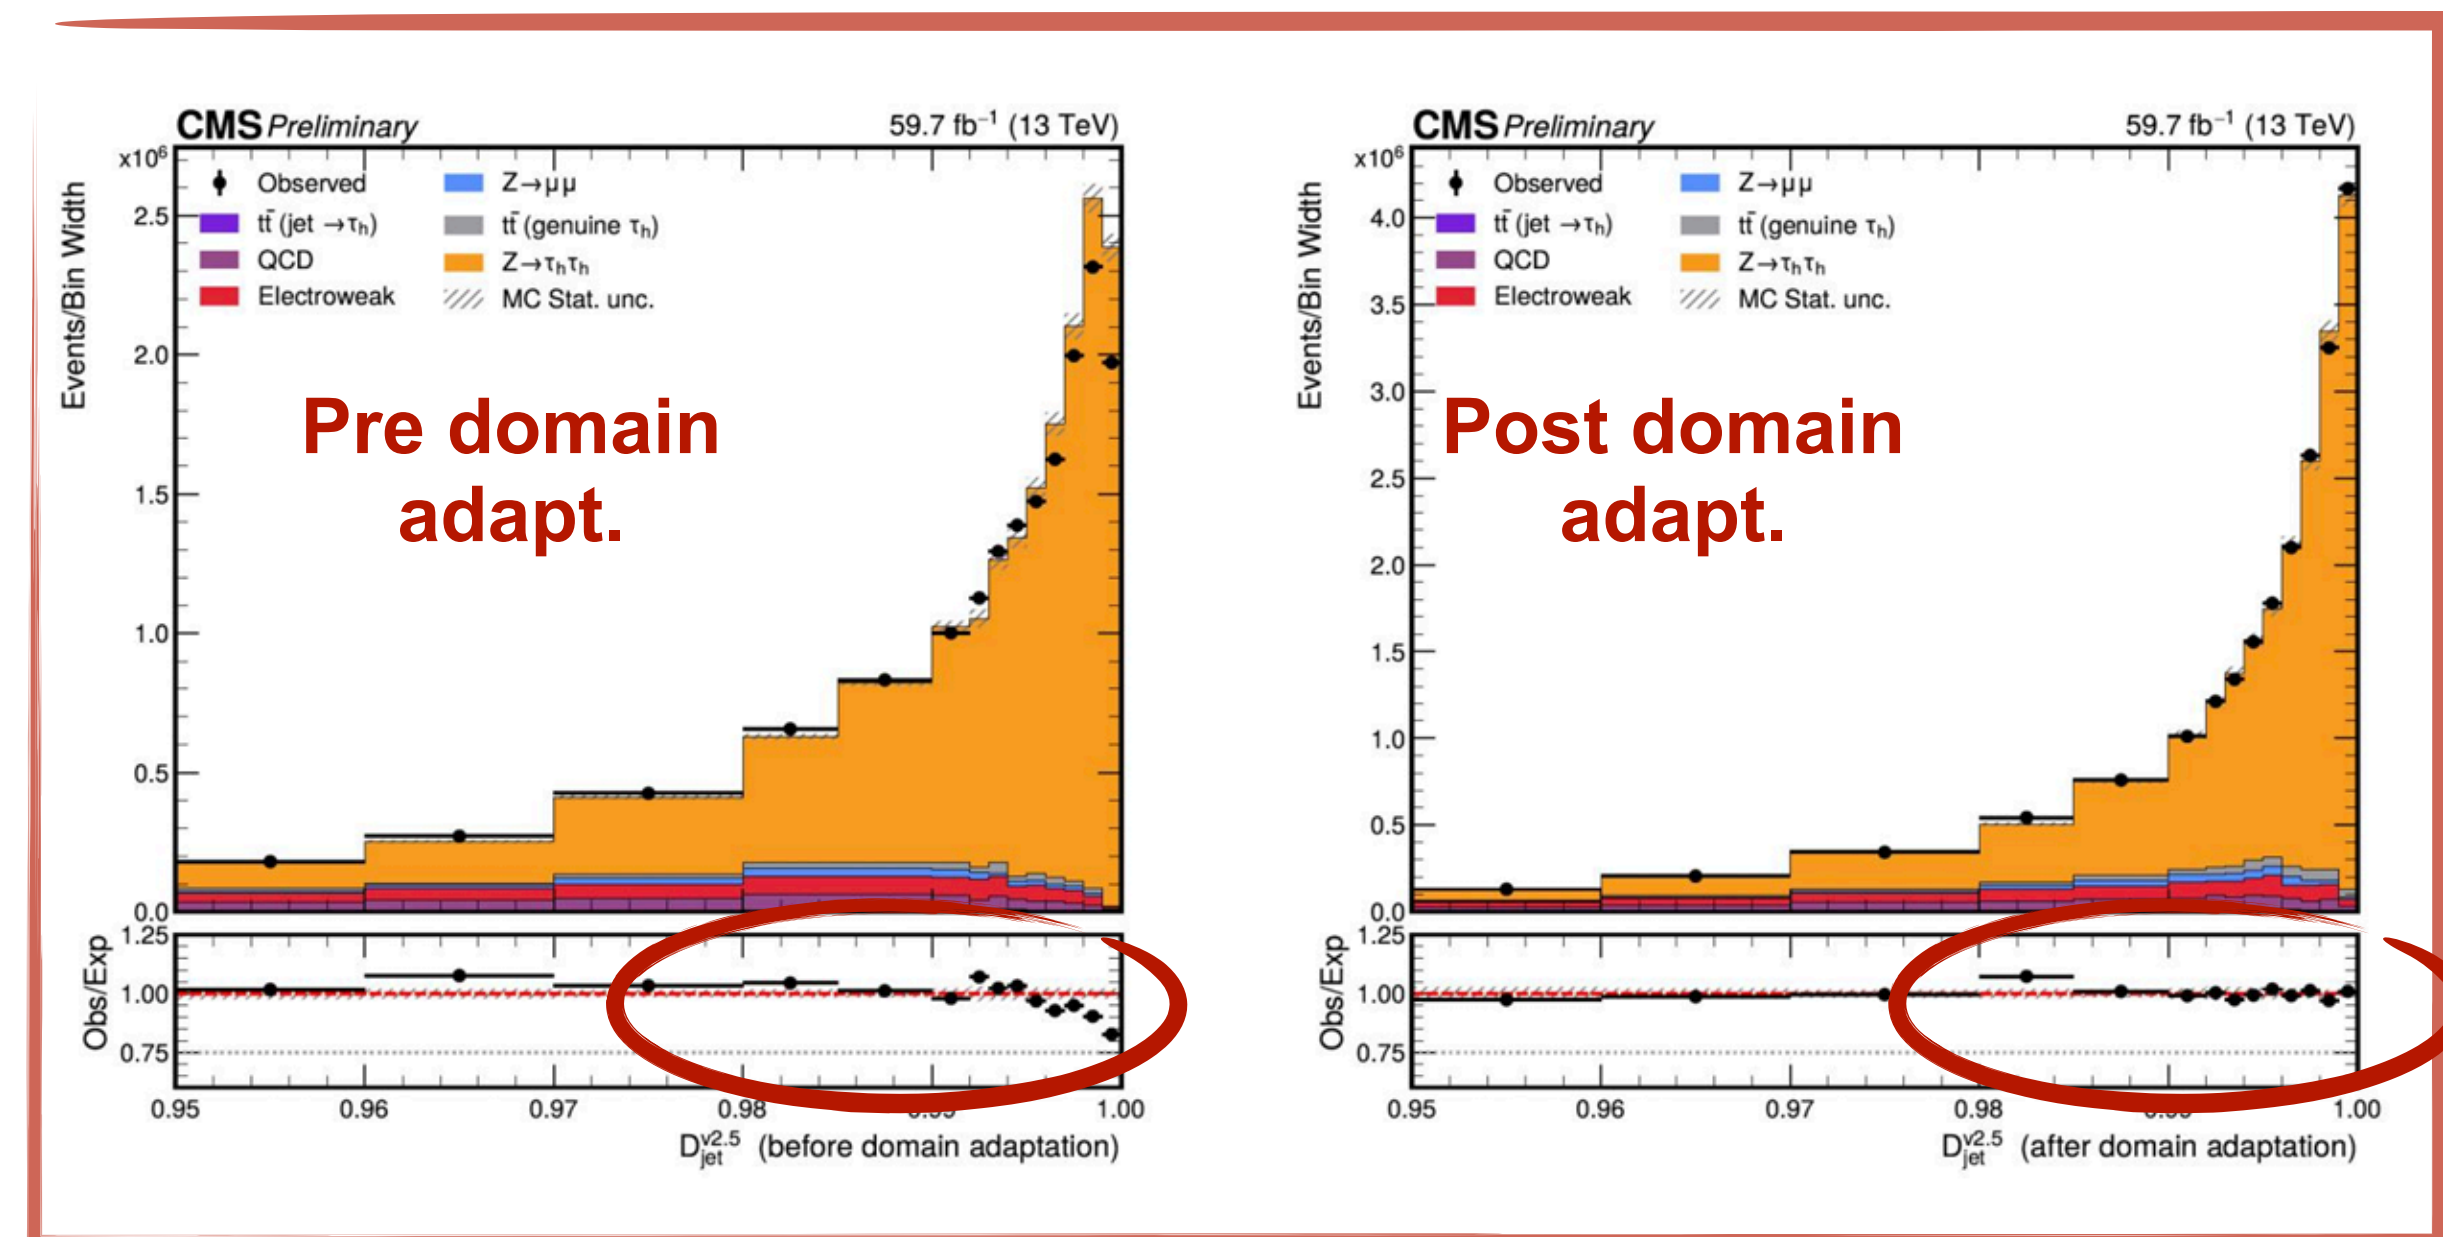 CMS Preliminary 59.7 fb⁻¹ (13 TeV)
x10⁶
Events/Bin Width
Observed
Z→μμ
tt̄ (jet →τₕ)
tt̄ (genuine τₕ)
QCD
Z→τₕτₕ
Electroweak
MC Stat. unc.
2.5
2.0
1.5
1.0
0.5
0.0
Pre domain
adapt.
Obs/Exp
1.25
1.00
0.75
0.95 0.96 0.97 0.98 0.99 1.00
D_jet^v2.5 (before domain adaptation)
CMS Preliminary 59.7 fb⁻¹ (13 TeV)
x10⁶
Events/Bin Width
Observed
Z→μμ
tt̄ (jet →τₕ)
tt̄ (genuine τₕ)
QCD
Z→τₕτₕ
Electroweak
MC Stat. unc.
4.0
3.5
3.0
2.5
2.0
1.5
1.0
0.5
0.0
Post domain
adapt.
Obs/Exp
1.25
1.00
0.75
0.95 0.96 0.97 0.98 0.99 1.00
D_jet^v2.5 (after domain adaptation)